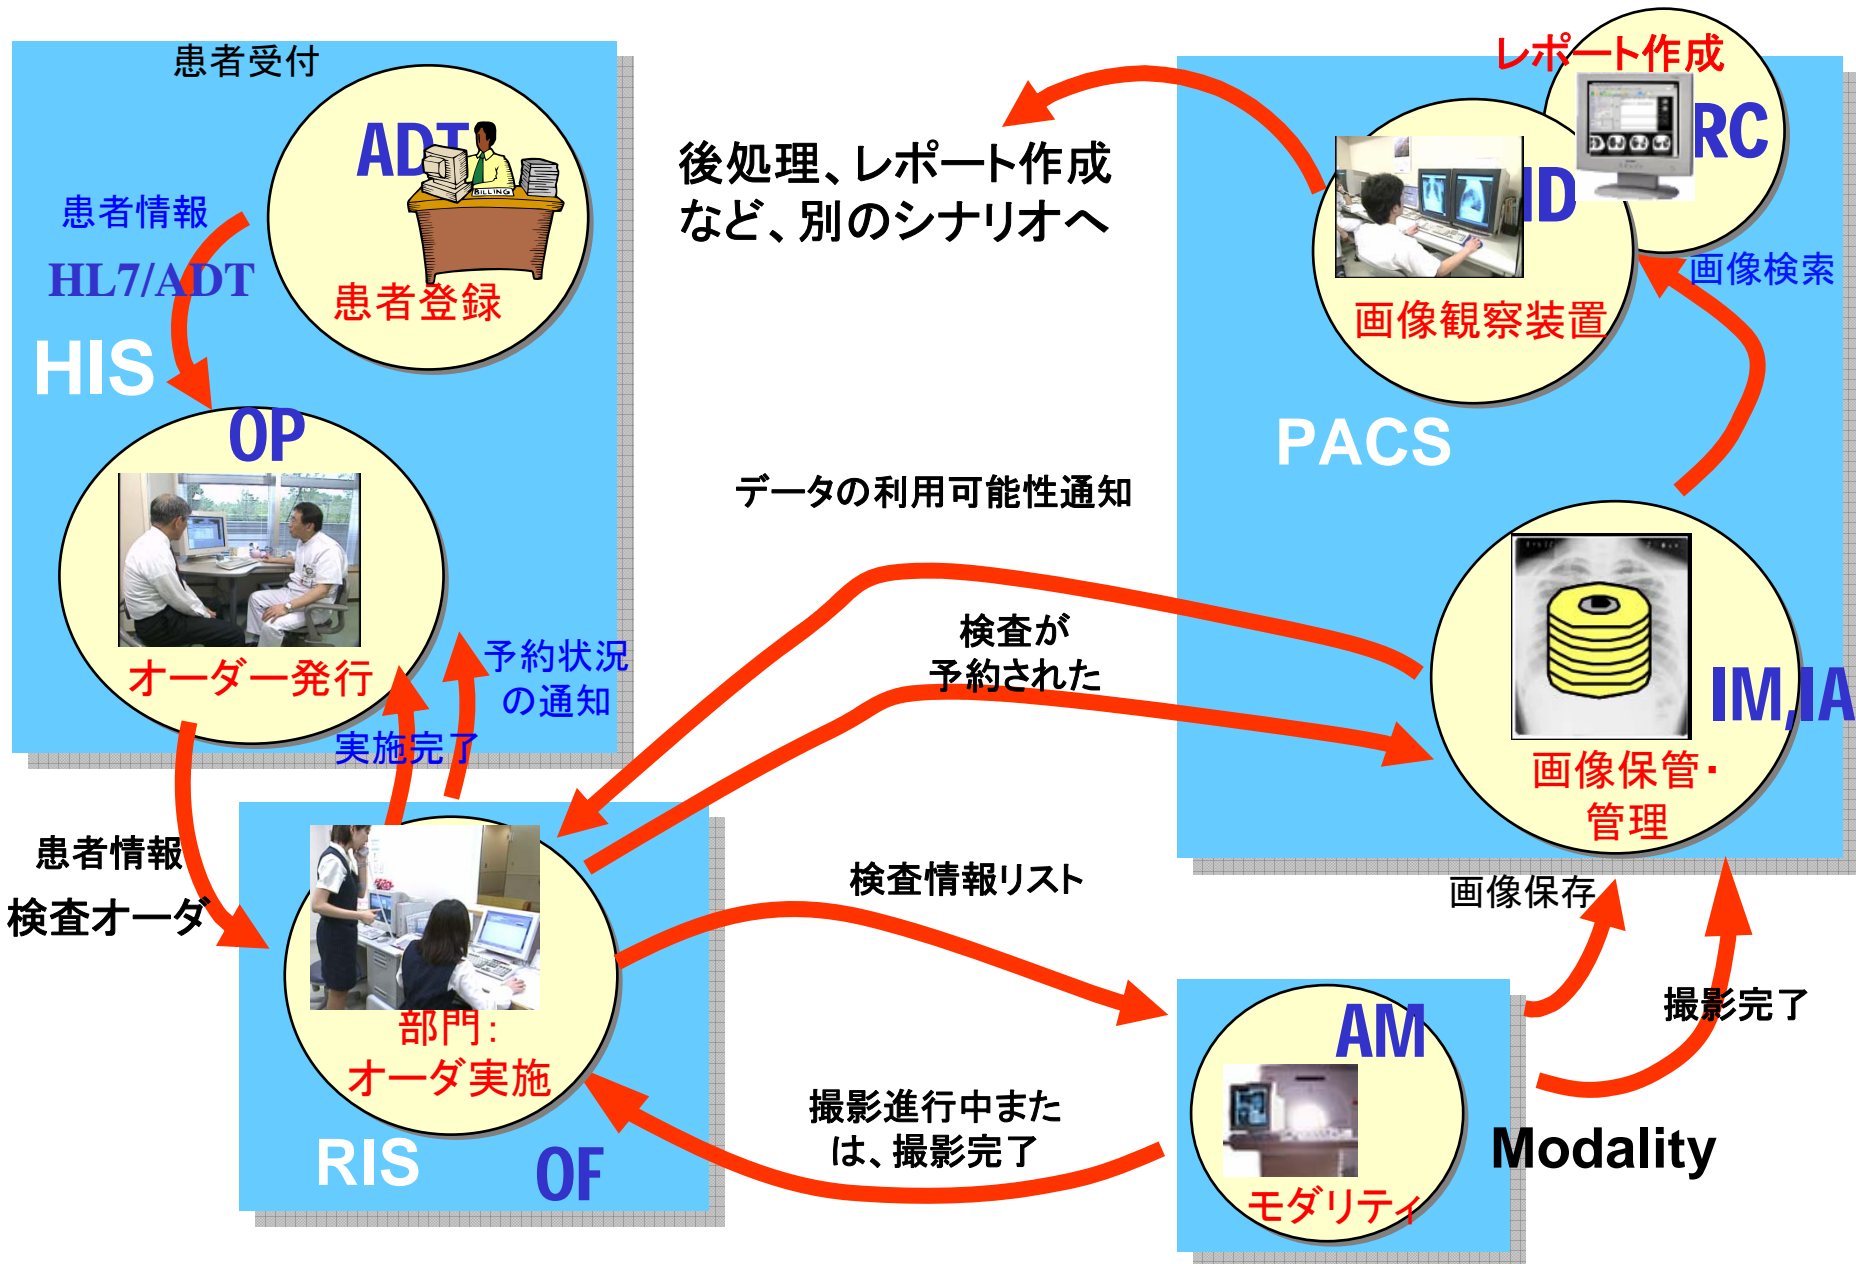 患者受付
ADT
患者情報
HL7/ADT
BILLING
患者登録
HIS
OP
オーダー発行
予約状況
の通知
実施完了
患者情報
検査オーダ
部門:
オーダ実施
RIS
OF
後処理、レポート作成
など、別のシナリオへ
データの利用可能性通知
検査が
予約された
検査情報リスト
撮影進行中また
は、撮影完了
レポート作成
RC
ID
画像検索
画像観察装置
PACS
IM,IA
画像保管・
管理
画像保存
撮影完了
AM
Modality
モダリティ